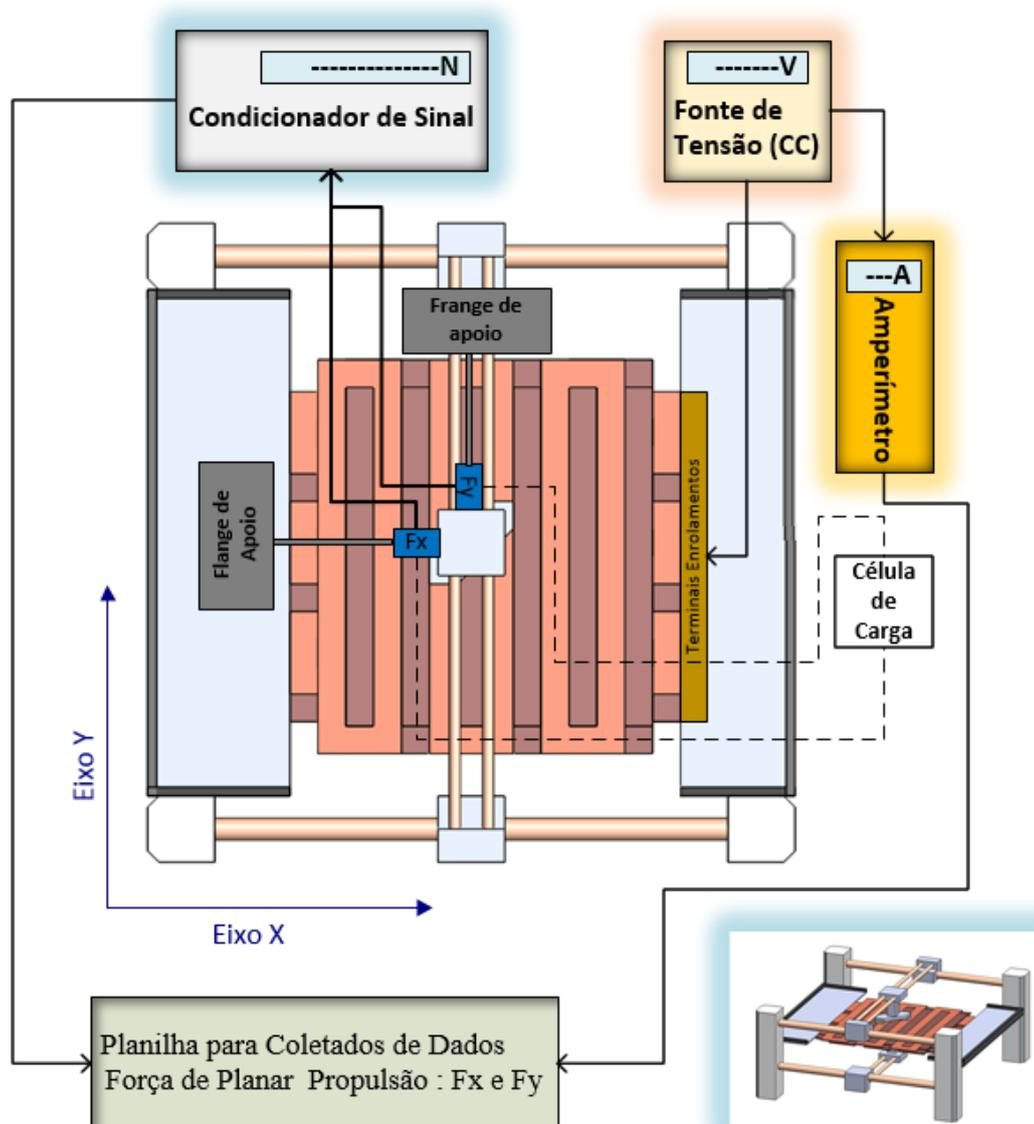 --------------N
Condicionador de Sinal
-------V
Fonte de
Tensão (CC)
---A
Amperímetro
Frange de
apoio
Flange de
Apoio
Fy
Fx
Terminais Enrolamentos
Célula
de
Carga
Eixo Y
Eixo X
Planilha para Coletados de Dados
Força de Planar Propulsão : Fx e Fy